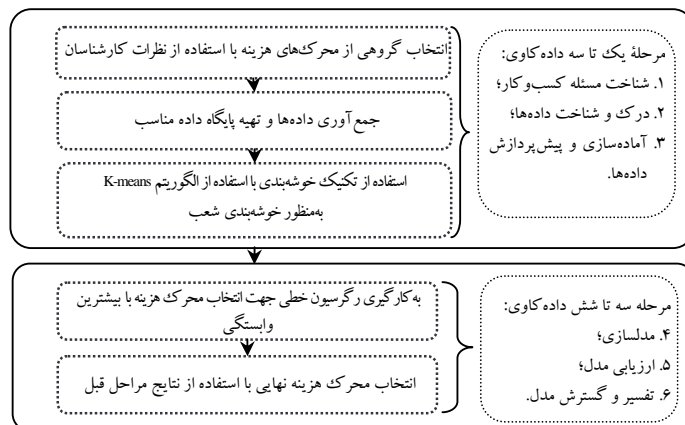 انتخاب گروهی از محرک‌های هزینه با استفاده از نظرات کارشناسان
جمع‌آوری داده‌ها و تهیه پایگاه داده مناسب
استفاده از تکنیک خوشه‌بندی با استفاده از الگوریتم K-means
به‌منظور خوشه‌بندی شعب
مرحلۀ یک تا سه داده‌کاوی:
۱. شناخت مسئله کسب‌وکار؛
۲. درک و شناخت داده‌ها؛
۳. آماده‌سازی و پیش‌پردازش
داده‌ها.
به‌کارگیری رگرسیون خطی جهت انتخاب محرک هزینه با بیشترین
وابستگی
انتخاب محرک هزینه نهایی با استفاده از نتایج مراحل قبل
مرحله سه تا شش داده‌کاوی:
۴. مدلسازی؛
۵. ارزیابی مدل؛
۶. تفسیر و گسترش مدل.